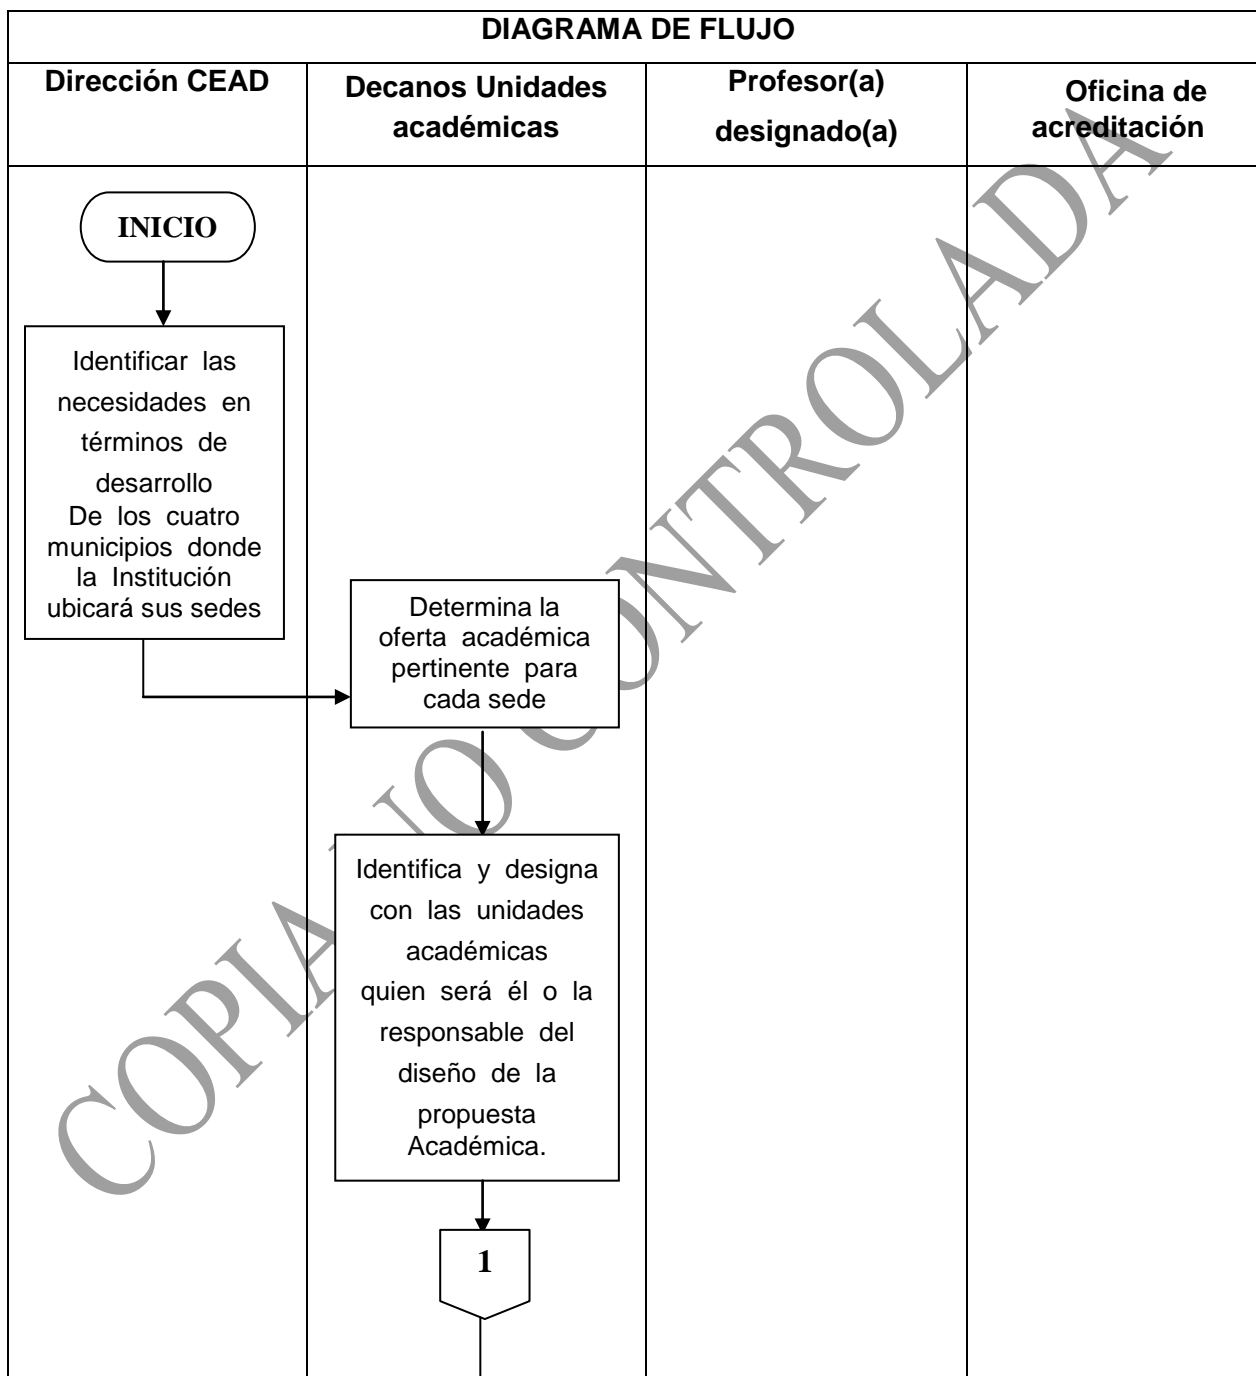 DIAGRAMA DE FLUJO
Dirección CEAD
Decanos Unidades
académicas
Profesor(a)
designado(a)
Oficina de
acreditación
INICIO
Identificar las
necesidades en
términos de
desarrollo
De los cuatro
municipios donde
la Institución
ubicará sus sedes
Determina la
oferta académica
pertinente para
cada sede
Identifica y designa
con las unidades
académicas
quien será él o la
responsable del
diseño de la
propuesta
Académica.
1
COPIA NO CONTROLADA